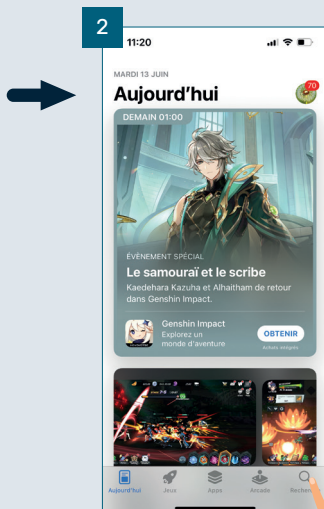 2
11:20
MARDI 13 JUIN
Aujourd'hui
70
DEMAIN 01:00
ÉVÉNEMENT SPÉCIAL
Le samouraï et le scribe
Kaedehara Kazuha et Alhaitham de retour
dans Genshin Impact.
Genshin Impact
Explorez un
monde d'aventure
OBTENIR
Achats intégrés
Aujourd'hui
Jeux
Apps
Arcade